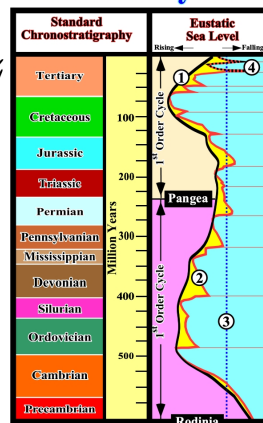 Standard
Chronostratigraphy
Eustatic
Sea Level
Rising
Falling
Tertiary
Cretaceous
Jurassic
Triassic
Permian
Pennsylvanian
Mississippian
Devonian
Silurian
Ordovician
Cambrian
Precambrian
Million Years
100
200
300
400
500
1st Order Cycle
Pangea
1st Order Cycle
Rodinia
1
4
2
3